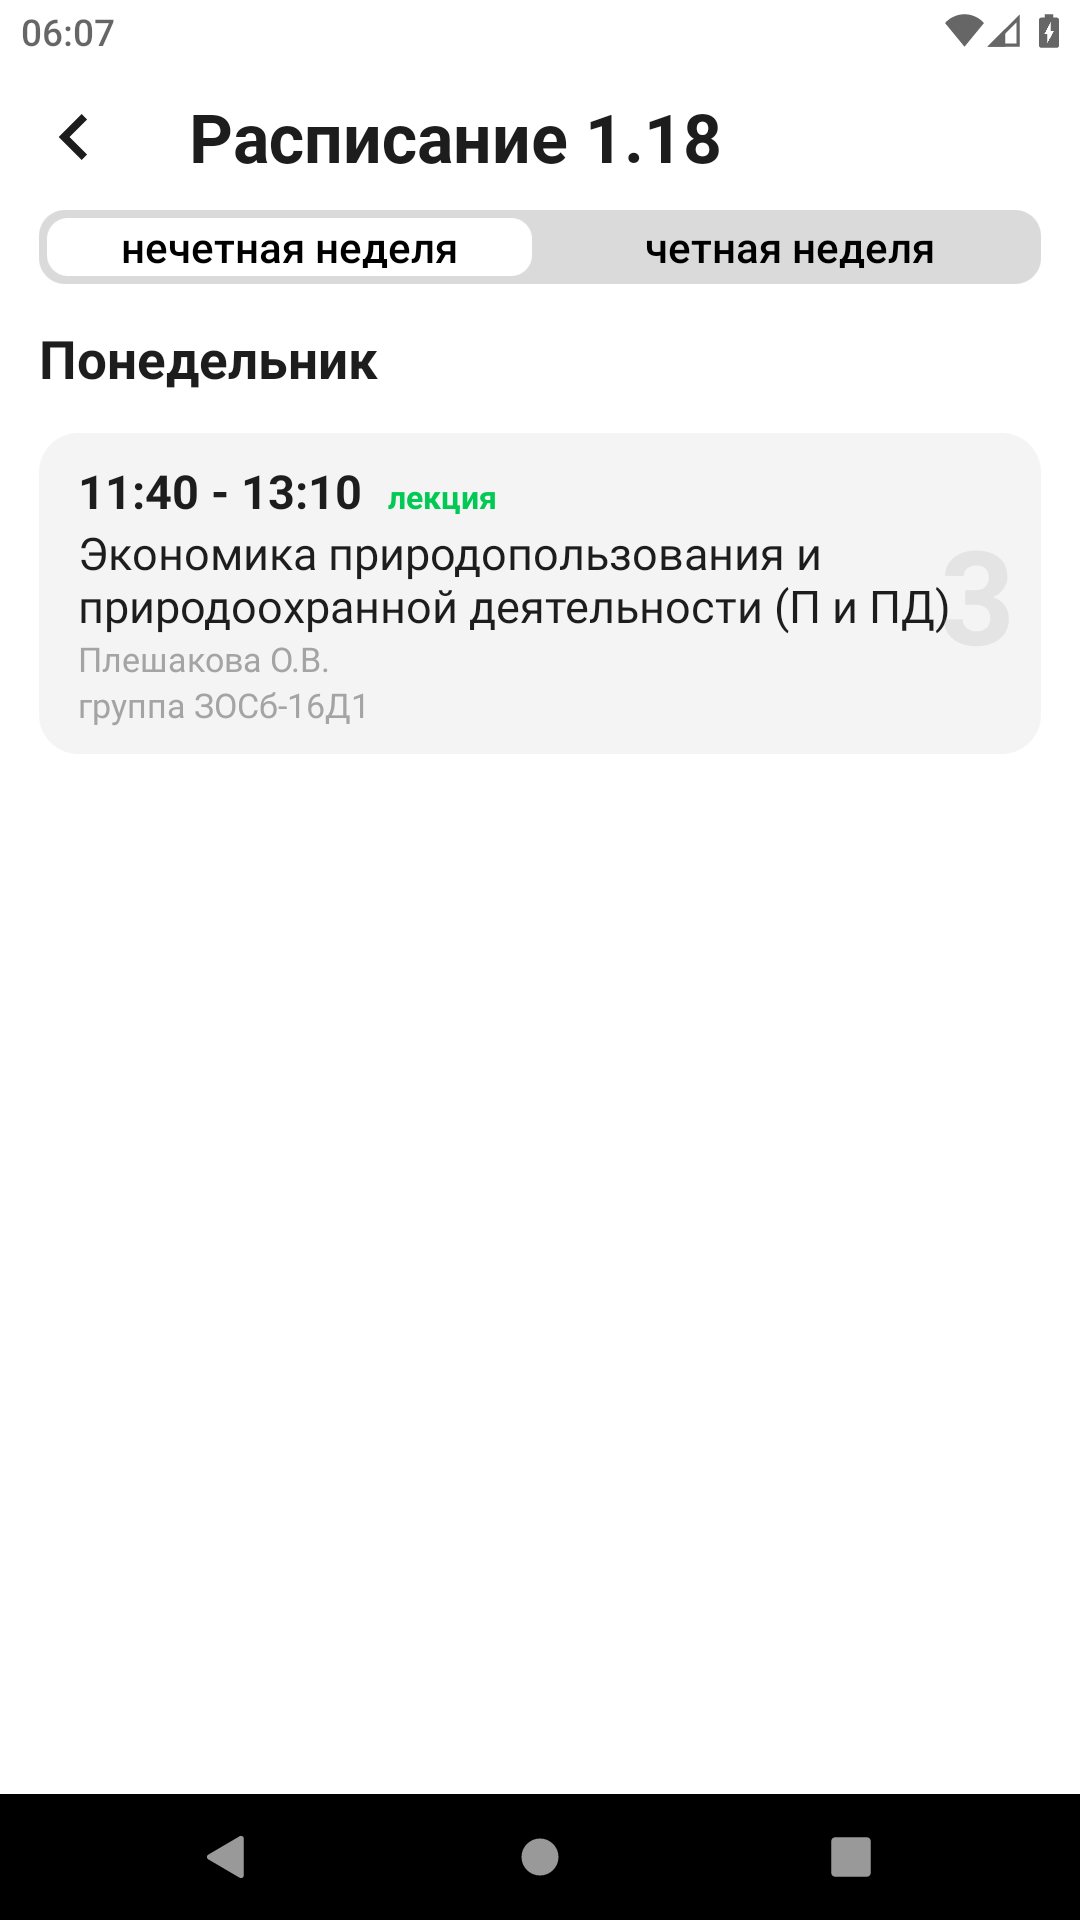 06:07
Расписание 1.18
нечетная неделя
четная неделя
Понедельник
11:40 - 13:10 лекция
Экономика природопользования и
природоохранной деятельности (П и ПД)
3
Плешакова О.В.
группа ЗОСб-16Д1